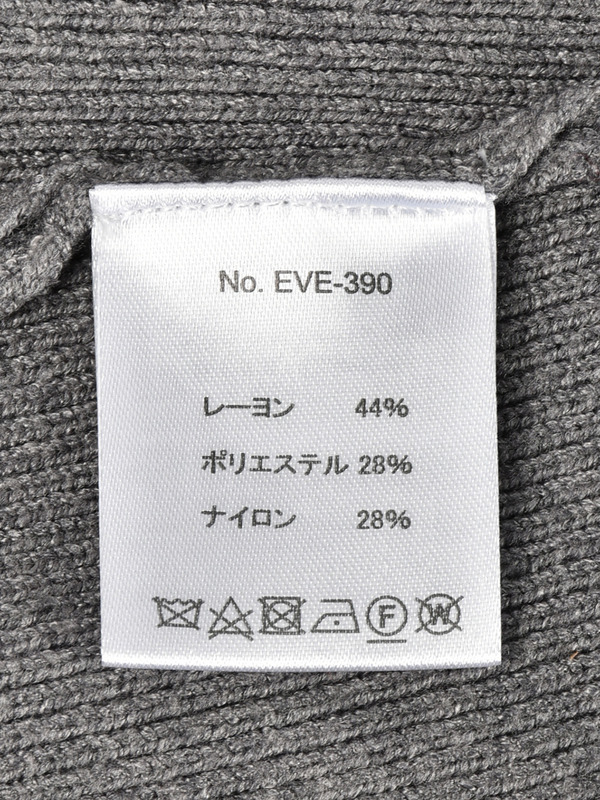 No. EVE-390
レーヨン 44%
ポリエステル 28%
ナイロン 28%
F W